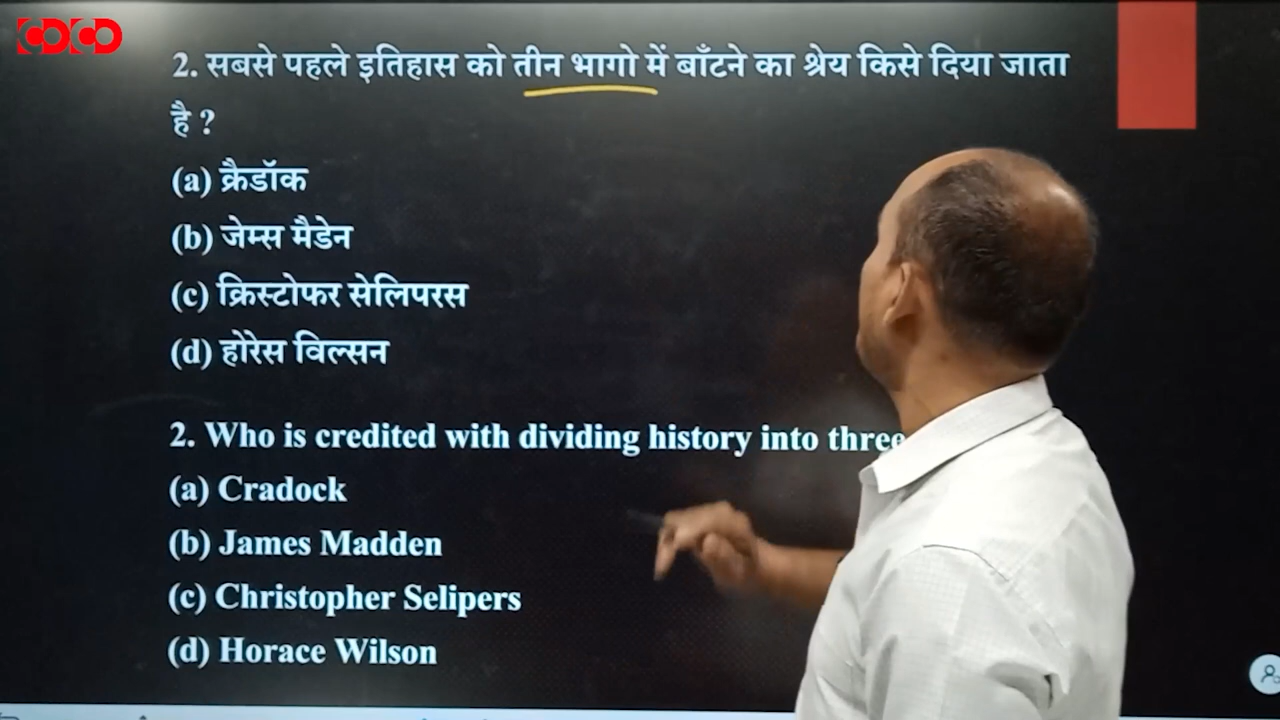 2. सबसे पहले इतिहास को तीन भागो में बाँटने का श्रेय किसे दिया जाता
है ?
(a) क्रैडॉक
(b) जेम्स मैडेन
(c) क्रिस्टोफर सेलिपरस
(d) होरेस विल्सन
2. Who is credited with dividing history into three
(a) Cradock
(b) James Madden
(c) Christopher Selipers
(d) Horace Wilson